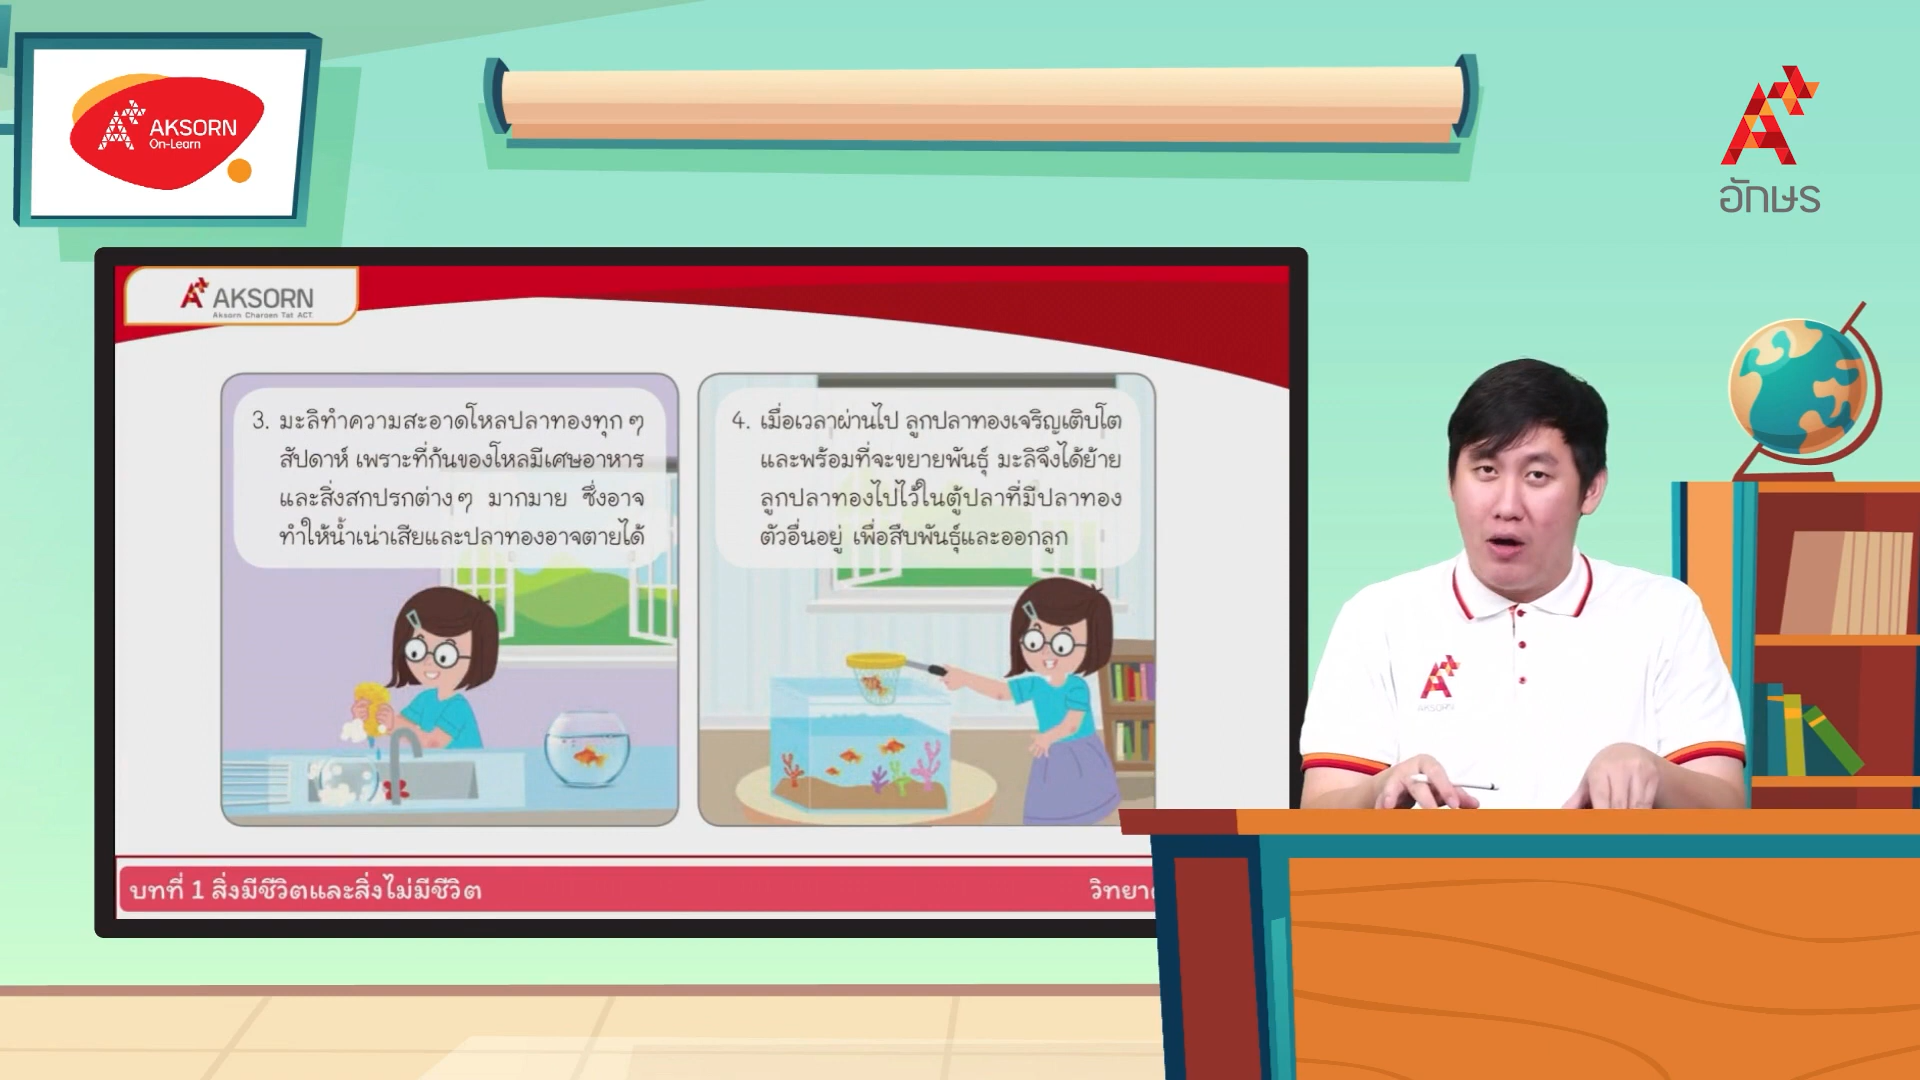 AKSORN
On-Learn
อักษร
AKSORN
Aksorn Charoen Tat ACT.
3. มะลิทำความสะอาดโหลปลาทองทุก ๆ
สัปดาห์ เพราะที่ก้นของโหลมีเศษอาหาร
และสิ่งสกปรกต่าง ๆ มากมาย ซึ่งอาจ
ทำให้น้ำเน่าเสียและปลาทองอาจตายได้
4. เมื่อเวลาผ่านไป ลูกปลาทองเจริญเติบโต
และพร้อมที่จะขยายพันธุ์ มะลิจึงได้ย้าย
ลูกปลาทองไปไว้ในตู้ปลาที่มีปลาทอง
ตัวอื่นอยู่ เพื่อสืบพันธุ์และออกลูก
AKSORN
บทที่ 1 สิ่งมีชีวิตและสิ่งไม่มีชีวิต
วิทยา